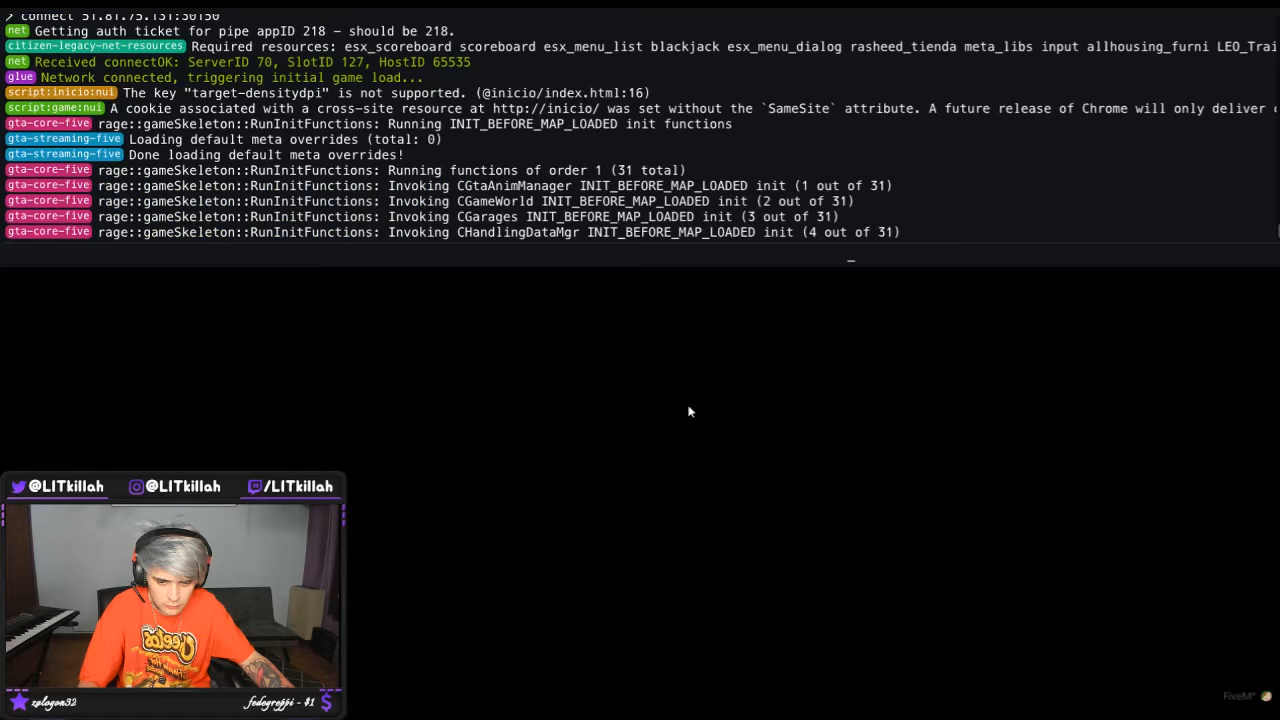 > connect 51.81.75.131:30150
net Getting auth ticket for pipe appID 218 - should be 218.
citizen-legacy-net-resources Required resources: esx_scoreboard scoreboard esx_menu_list blackjack esx_menu_dialog rasheed_tienda meta_libs input allhousing_furni LEO_Trai
net Received connectOK: ServerID 70, SlotID 127, HostID 65535
glue Network connected, triggering initial game load...
script:inicio:nui The key "target-densitydpi" is not supported. (@inicio/index.html:16)
script:game:nui A cookie associated with a cross-site resource at http://inicio/ was set without the `SameSite` attribute. A future release of Chrome will only deliver
gta-core-five rage::gameSkeleton::RunInitFunctions: Running INIT_BEFORE_MAP_LOADED init functions
gta-streaming-five Loading default meta overrides (total: 0)
gta-streaming-five Done loading default meta overrides!
gta-core-five rage::gameSkeleton::RunInitFunctions: Running functions of order 1 (31 total)
gta-core-five rage::gameSkeleton::RunInitFunctions: Invoking CGtaAnimManager INIT_BEFORE_MAP_LOADED init (1 out of 31)
gta-core-five rage::gameSkeleton::RunInitFunctions: Invoking CGameWorld INIT_BEFORE_MAP_LOADED init (2 out of 31)
gta-core-five rage::gameSkeleton::RunInitFunctions: Invoking CGarages INIT_BEFORE_MAP_LOADED init (3 out of 31)
gta-core-five rage::gameSkeleton::RunInitFunctions: Invoking CHandlingDataMgr INIT_BEFORE_MAP_LOADED init (4 out of 31)
_
@LITkillah @LITkillah /LITkillah
zplogon32 fedegreppi - $1 $
FiveM*